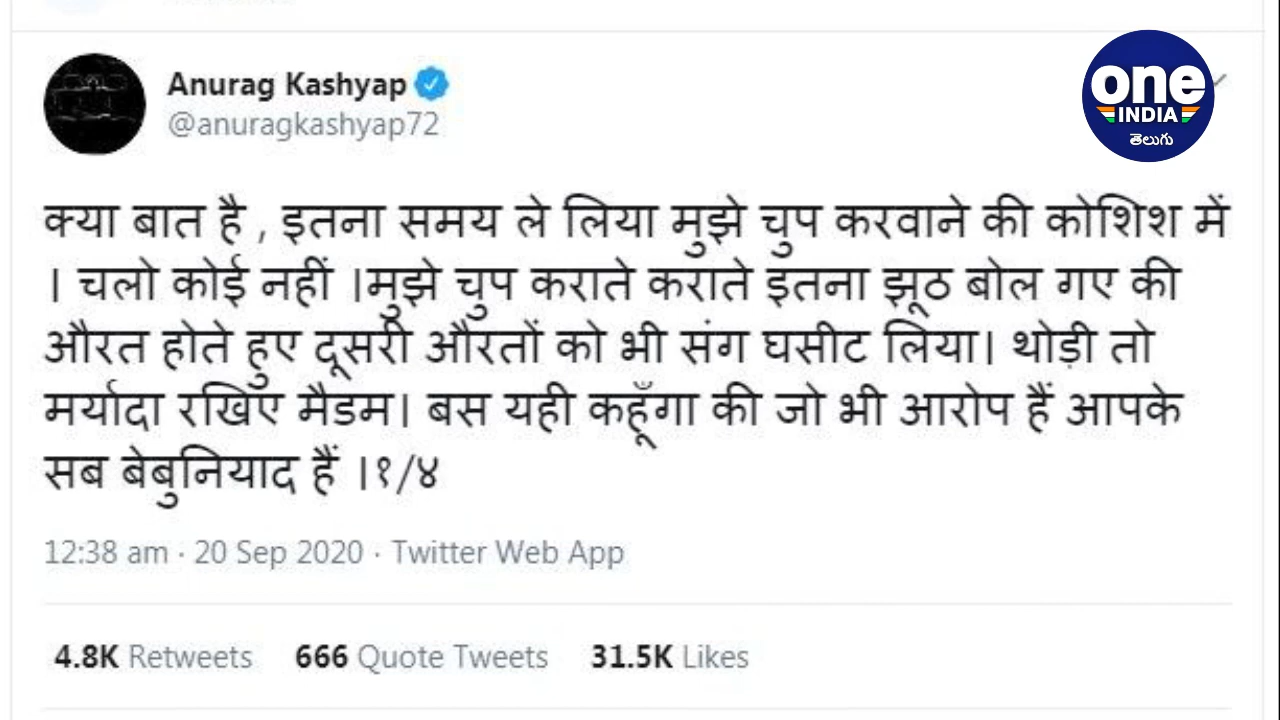 Anurag Kashyap
@anuragkashyap72
one
INDIA
తెలుగు
क्या बात है , इतना समय ले लिया मुझे चुप करवाने की कोशिश में
| चलो कोई नहीं |मुझे चुप कराते कराते इतना झूठ बोल गए की
औरत होते हुए दूसरी औरतों को भी संग घसीट लिया| थोड़ी तो
मर्यादा रखिए मैडम| बस यही कहूँगा की जो भी आरोप हैं आपके
सब बेबुनियाद हैं |१/४
12:38 am · 20 Sep 2020 · Twitter Web App
4.8K Retweets 666 Quote Tweets 31.5K Likes